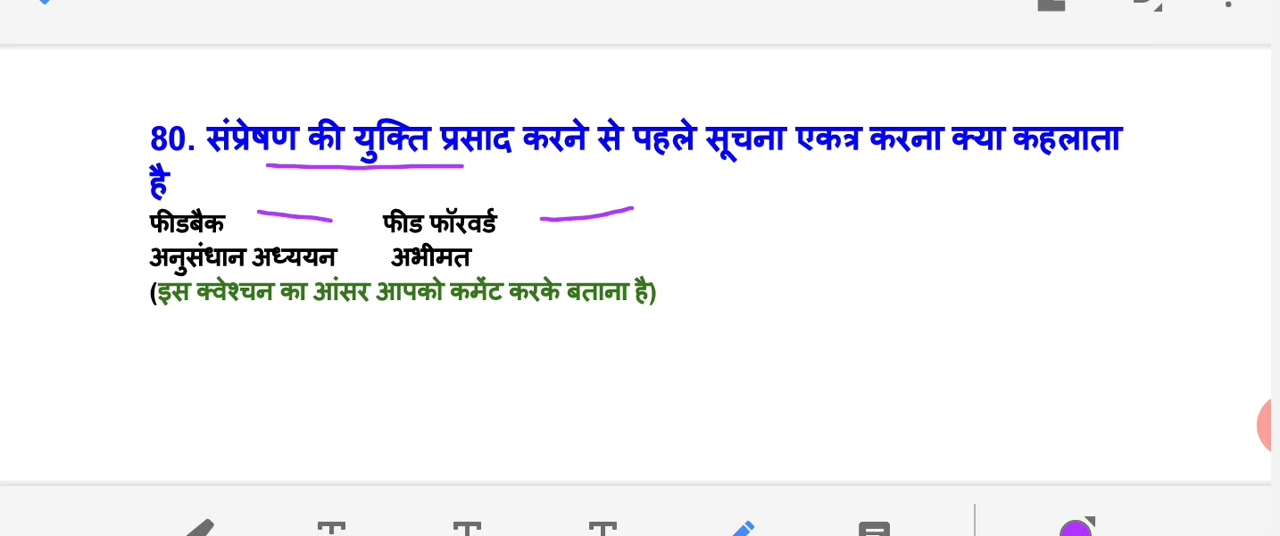 80. संप्रेषण की युक्ति प्रसाद करने से पहले सूचना एकत्र करना क्या कहलाता
है
फीडबैक फीड फॉरवर्ड
अनुसंधान अध्ययन अभीमत
(इस क्वेश्चन का आंसर आपको कमेंट करके बताना है)